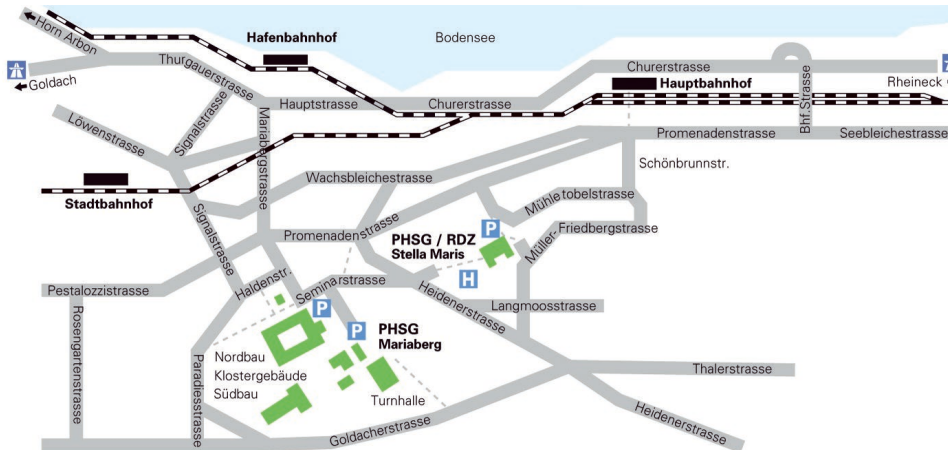 Horn Arbon
Hafenbahnhof
Bodensee
Goldach
Thurgauerstrasse
Churerstrasse
Hauptbahnhof
Rheineck
Signalstrasse
Hauptstrasse
Churerstrasse
Bhf.Strasse
Löwenstrasse
Mariabergstrasse
Promenadenstrasse
Seebleichestrasse
Schönbrunnstr.
Wachsbleichestrasse
Stadtbahnhof
Mühletobelstrasse
Signalstrasse
Promenadenstrasse
P
PHSG / RDZ
Stella Maris
Müller-Friedbergstrasse
Haldenstr.
Seminarstrasse
H
Pestalozzistrasse
Heidenerstrasse
Langmoosstrasse
P
P
PHSG
Mariaberg
Rosengartenstrasse
Paradiesstrasse
Nordbau
Klostergebäude
Südbau
Turnhalle
Thalerstrasse
Goldacherstrasse
Heidenerstrasse